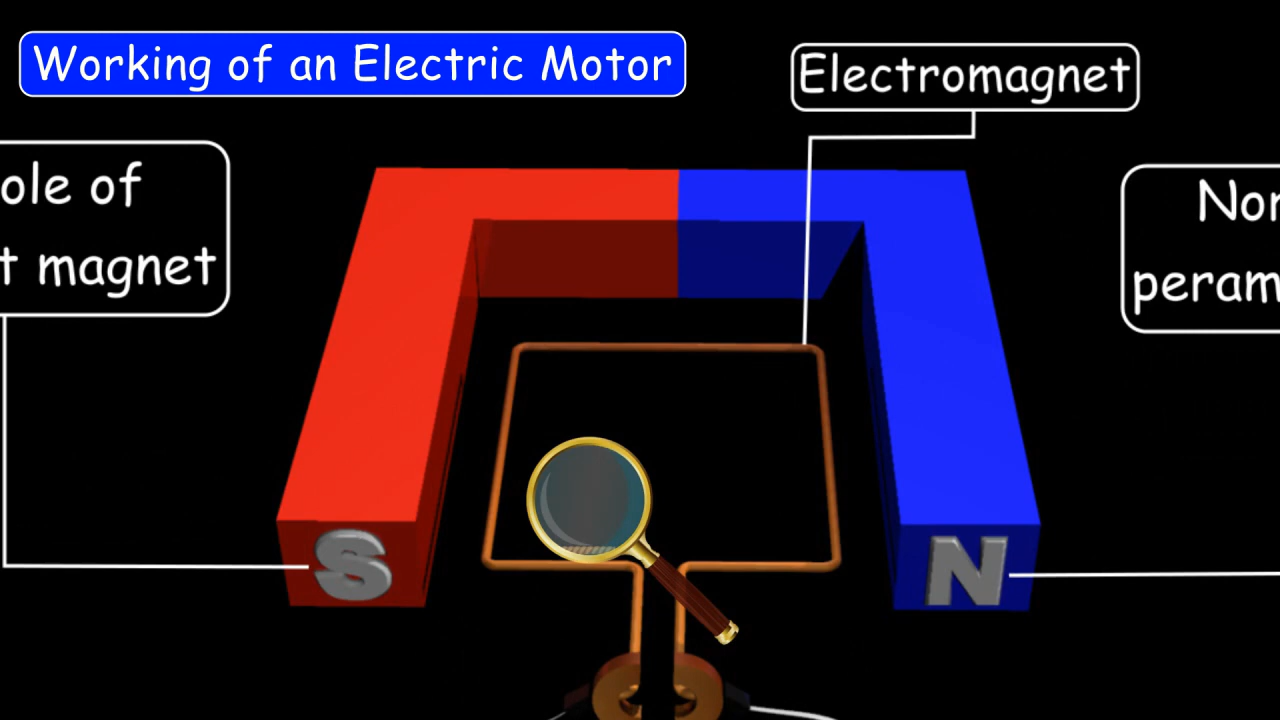 Working of an Electric Motor
Electromagnet
ole of
t magnet
Nor
peram
S
N